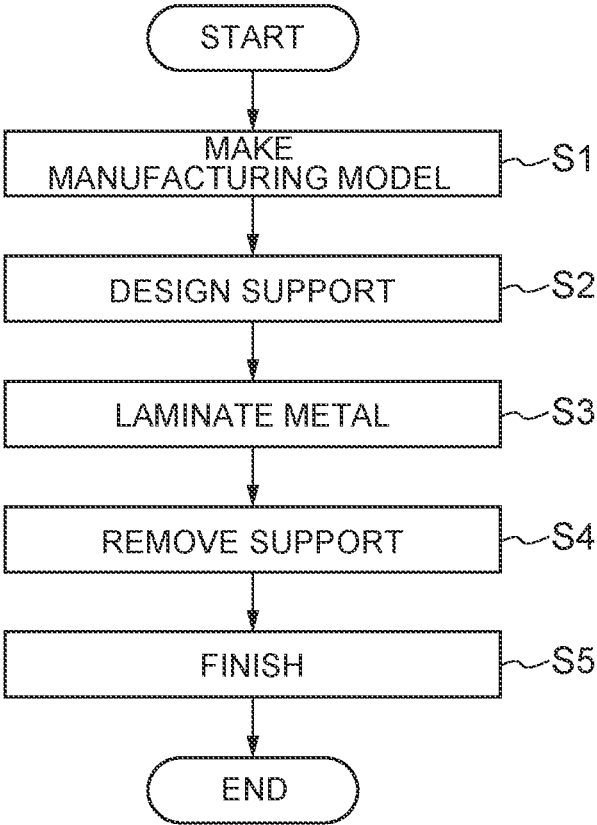 START
MAKE
MANUFACTURING MODEL
S1
DESIGN SUPPORT
S2
LAMINATE METAL
S3
REMOVE SUPPORT
S4
FINISH
S5
END